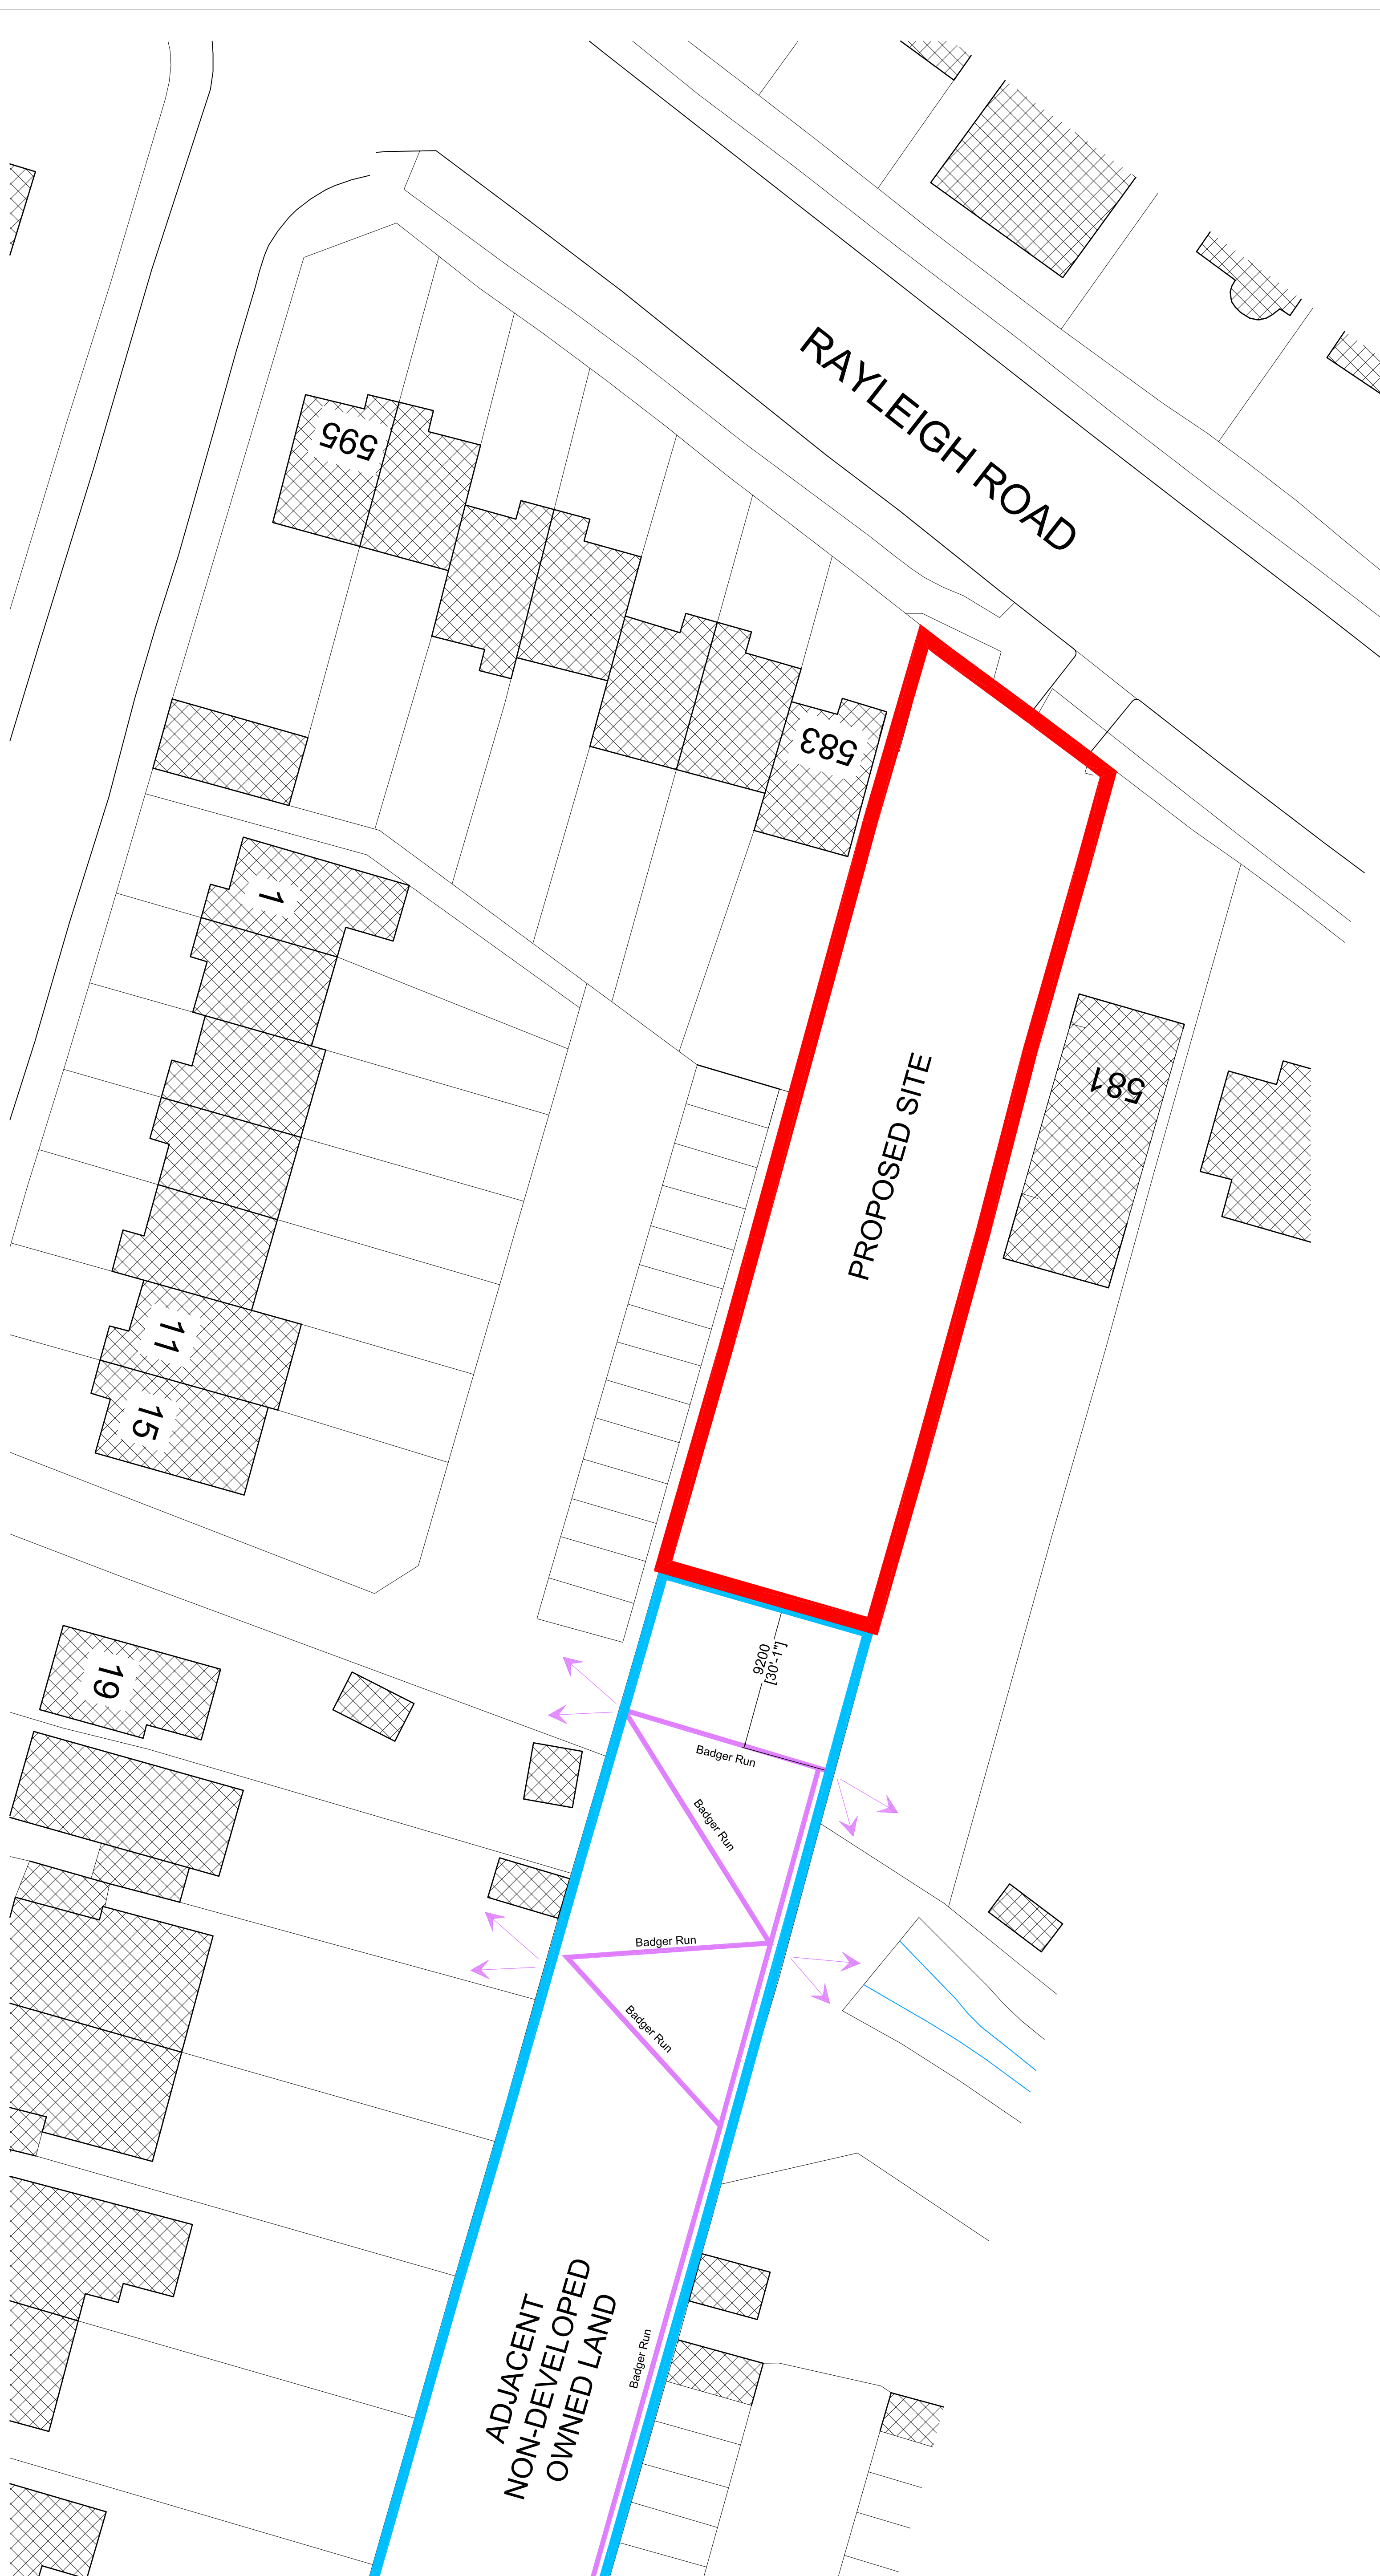 RAYLEIGH ROAD
595
583
1
PROPOSED SITE
581
11
15
9200
[30'-1"]
19
Badger Run
Badger Run
Badger Run
Badger Run
ADJACENT
NON-DEVELOPED
OWNED LAND
Badger Run